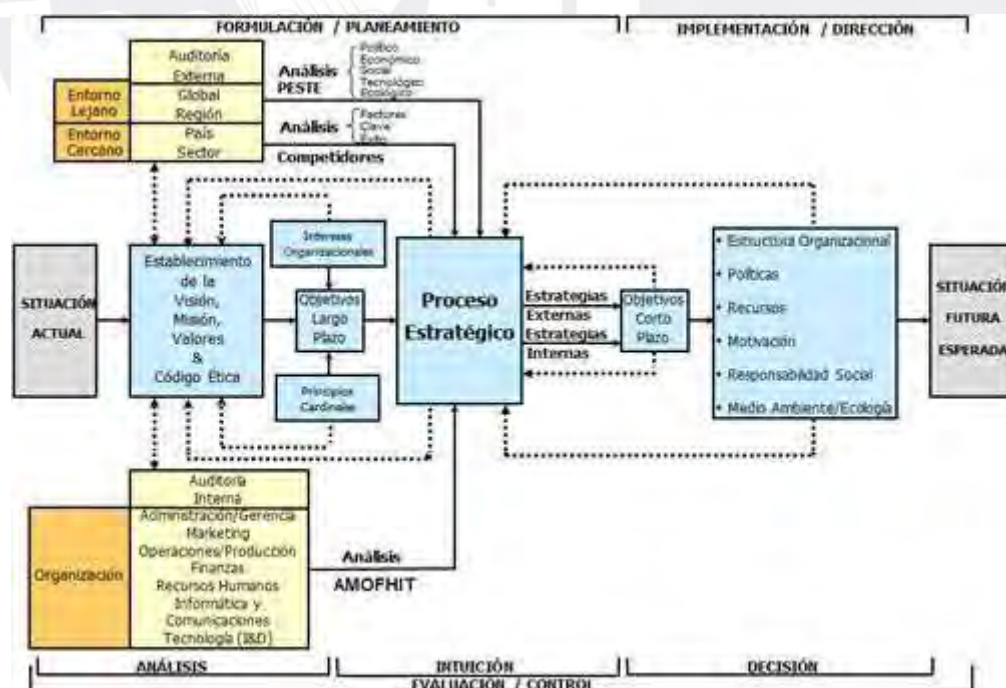 FORMULACIÓN / PLANEAMIENTO
IMPLEMENTACIÓN / DIRECCIÓN
Auditoría
Externa
Entorno
Lejano
Global
Región
Entorno
Cercano
País
Sector
Análisis
PESTE
Político
Económico
Social
Tecnológico
Ecológico
Análisis
Competidores
Factores
Clave
Éxito
SITUACIÓN
ACTUAL
Establecimiento
de la
Visión,
Misión,
Valores
&
Código Ética
Intereses
Organizacionales
Objetivos
Largo
Plazo
Principios
Cardinales
Proceso
Estratégico
Estrategias
Externas
Estrategias
Internas
Objetivos
Corto
Plazo
• Estructura Organizacional
• Políticas
• Recursos
• Motivación
• Responsabilidad Social
• Medio Ambiente/Ecología
SITUACIÓN
FUTURA
ESPERADA
Auditoría
Interna
Organización
Administración/Gerencia
Marketing
Operaciones/Producción
Finanzas
Recursos Humanos
Informática y
Comunicaciones
Tecnología (I&D)
Análisis
AMOFHIT
ANÁLISIS
INTUICIÓN
DECISIÓN
EVALUACIÓN / CONTROL